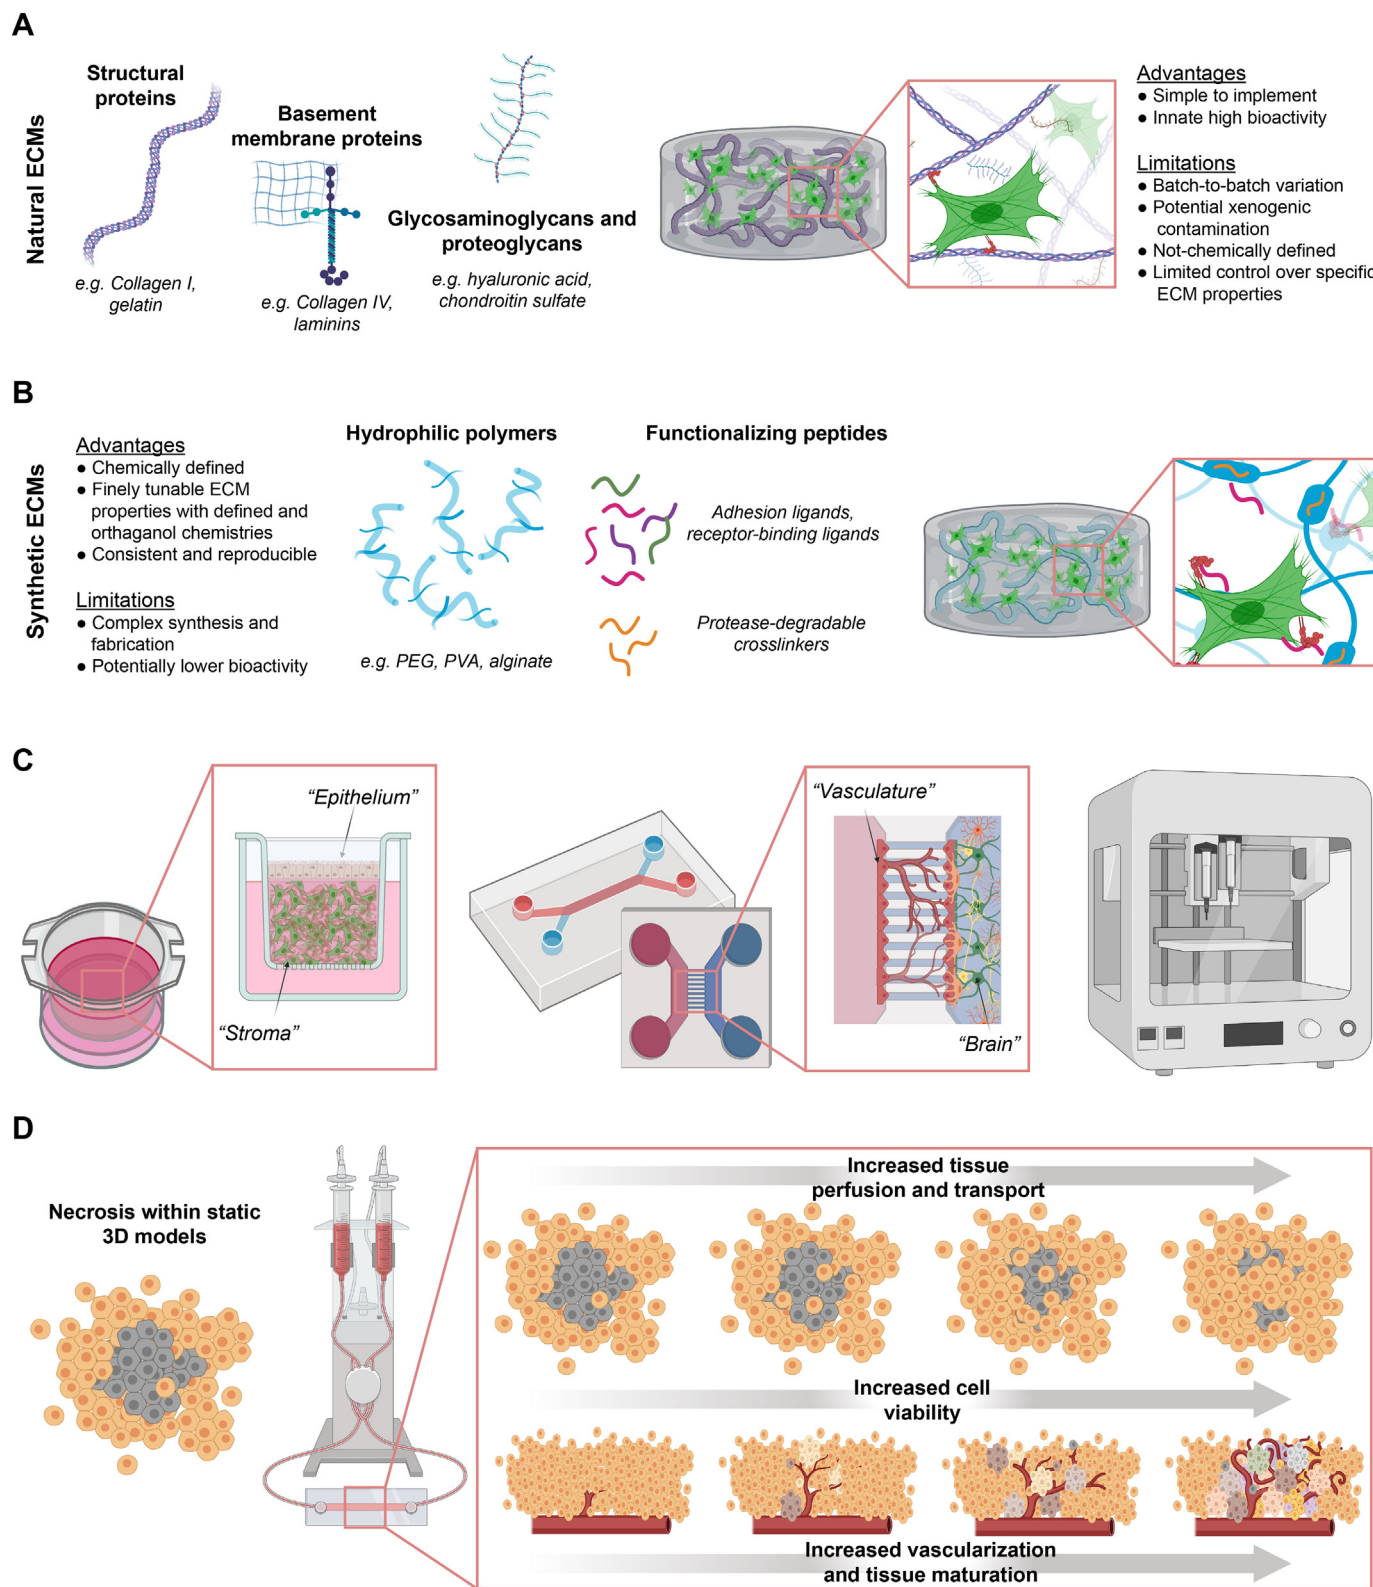 A
Natural ECMs
Structural
proteins
e.g. Collagen I,
gelatin
Basement
membrane proteins
e.g. Collagen IV,
laminins
Glycosaminoglycans and
proteoglycans
e.g. hyaluronic acid,
chondroitin sulfate
Advantages
● Simple to implement
● Innate high bioactivity
Limitations
● Batch-to-batch variation
● Potential xenogenic
contamination
● Not-chemically defined
● Limited control over specific
ECM properties
B
Synthetic ECMs
Advantages
● Chemically defined
● Finely tunable ECM
properties with defined and
orthaganol chemistries
● Consistent and reproducible
Limitations
● Complex synthesis and
fabrication
● Potentially lower bioactivity
Hydrophilic polymers
e.g. PEG, PVA, alginate
Functionalizing peptides
Adhesion ligands,
receptor-binding ligands
Protease-degradable
crosslinkers
C
“Epithelium”
“Stroma”
“Vasculature”
“Brain”
D
Necrosis within static
3D models
Increased tissue
perfusion and transport
Increased cell
viability
Increased vascularization
and tissue maturation